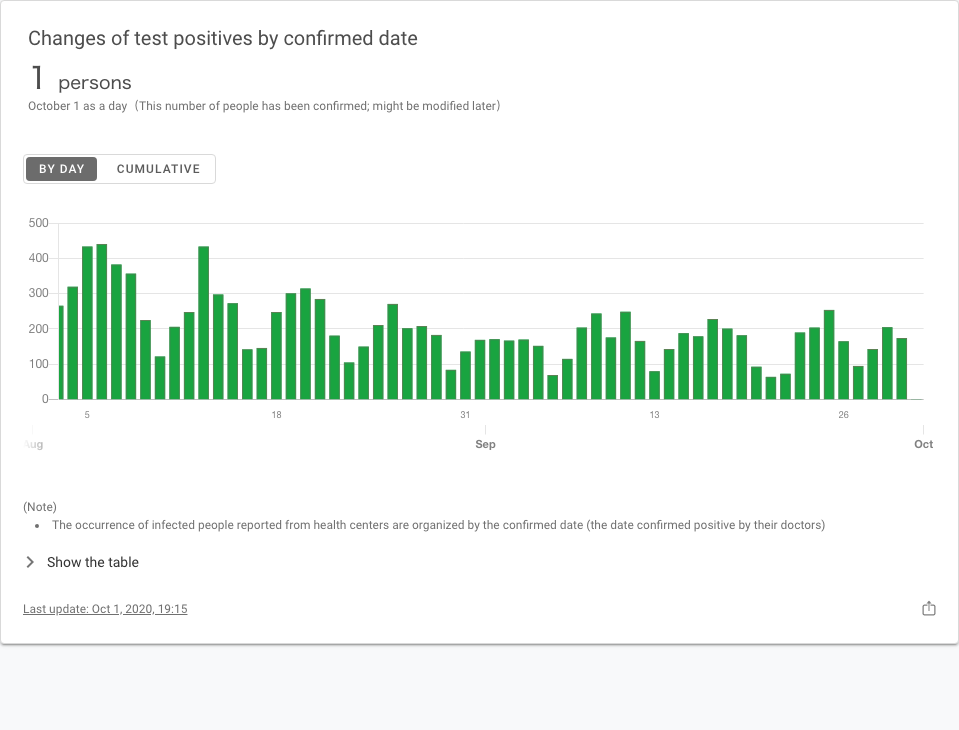 Changes of test positives by confirmed date
1 persons
October 1 as a day (This number of people has been confirmed; might be modified later)
BY DAY CUMULATIVE
500
400
300
200
100
0
5 18 31 13 26
Aug Sep Oct
(Note)
• The occurrence of infected people reported from health centers are organized by the confirmed date (the date confirmed positive by their doctors)
Show the table
Last update: Oct 1, 2020, 19:15